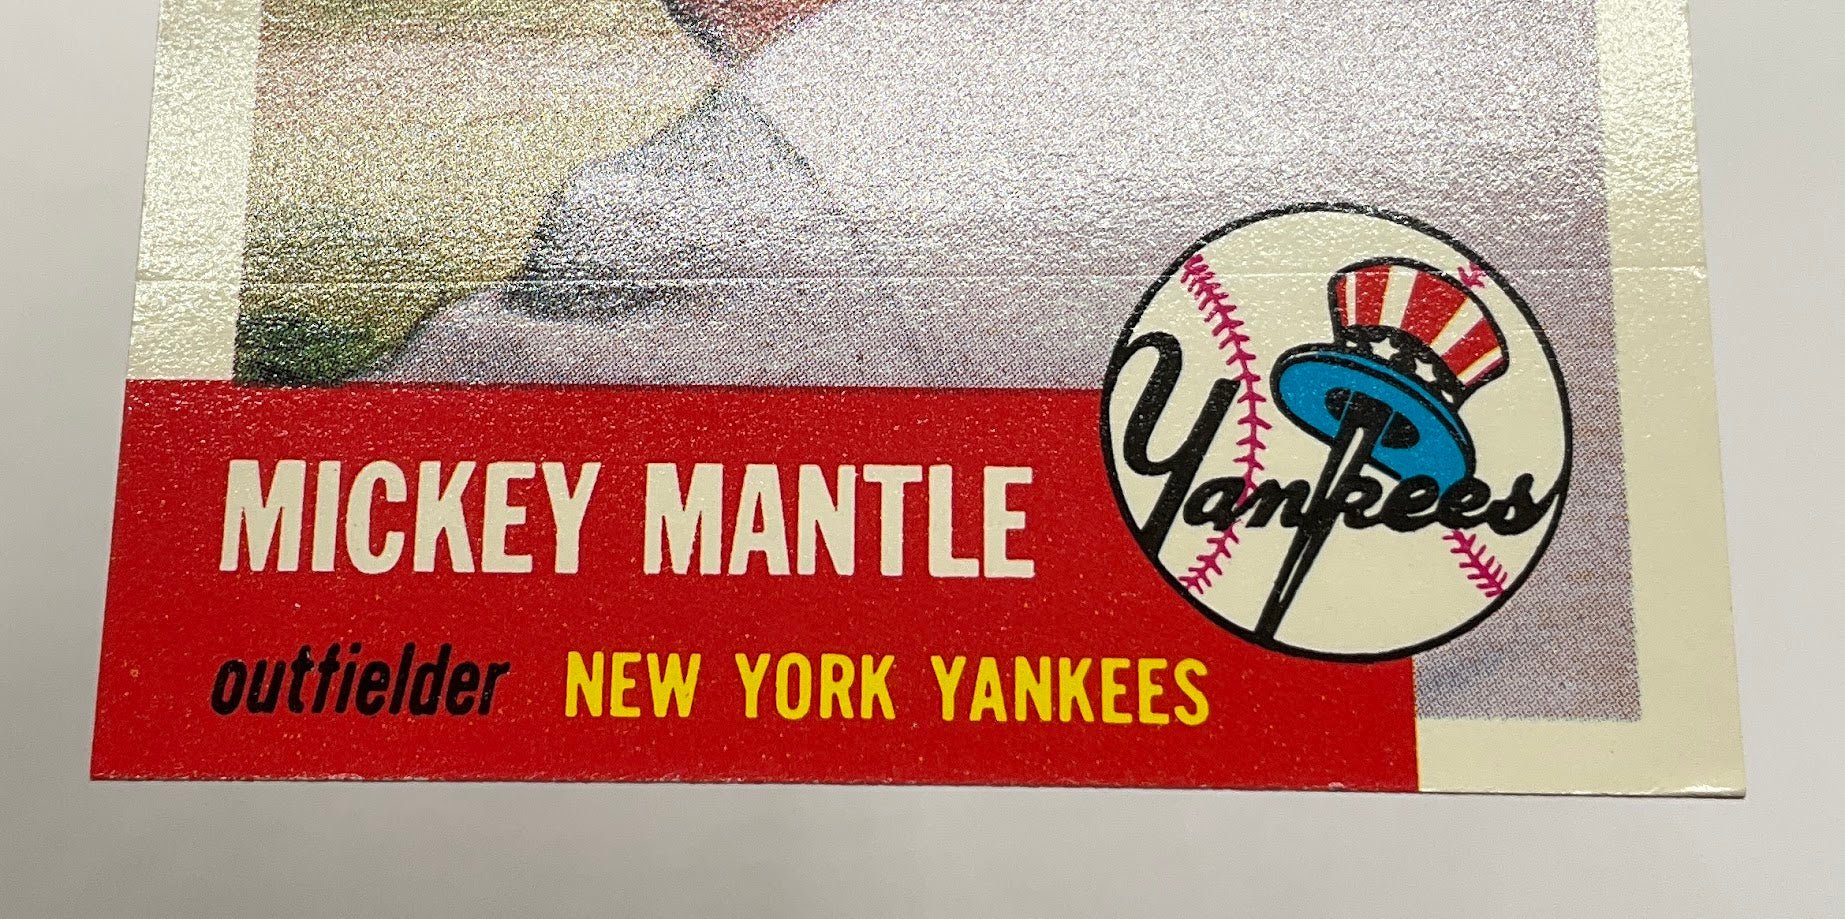 MICKEY MANTLE
outfielder NEW YORK YANKEES
Yankees